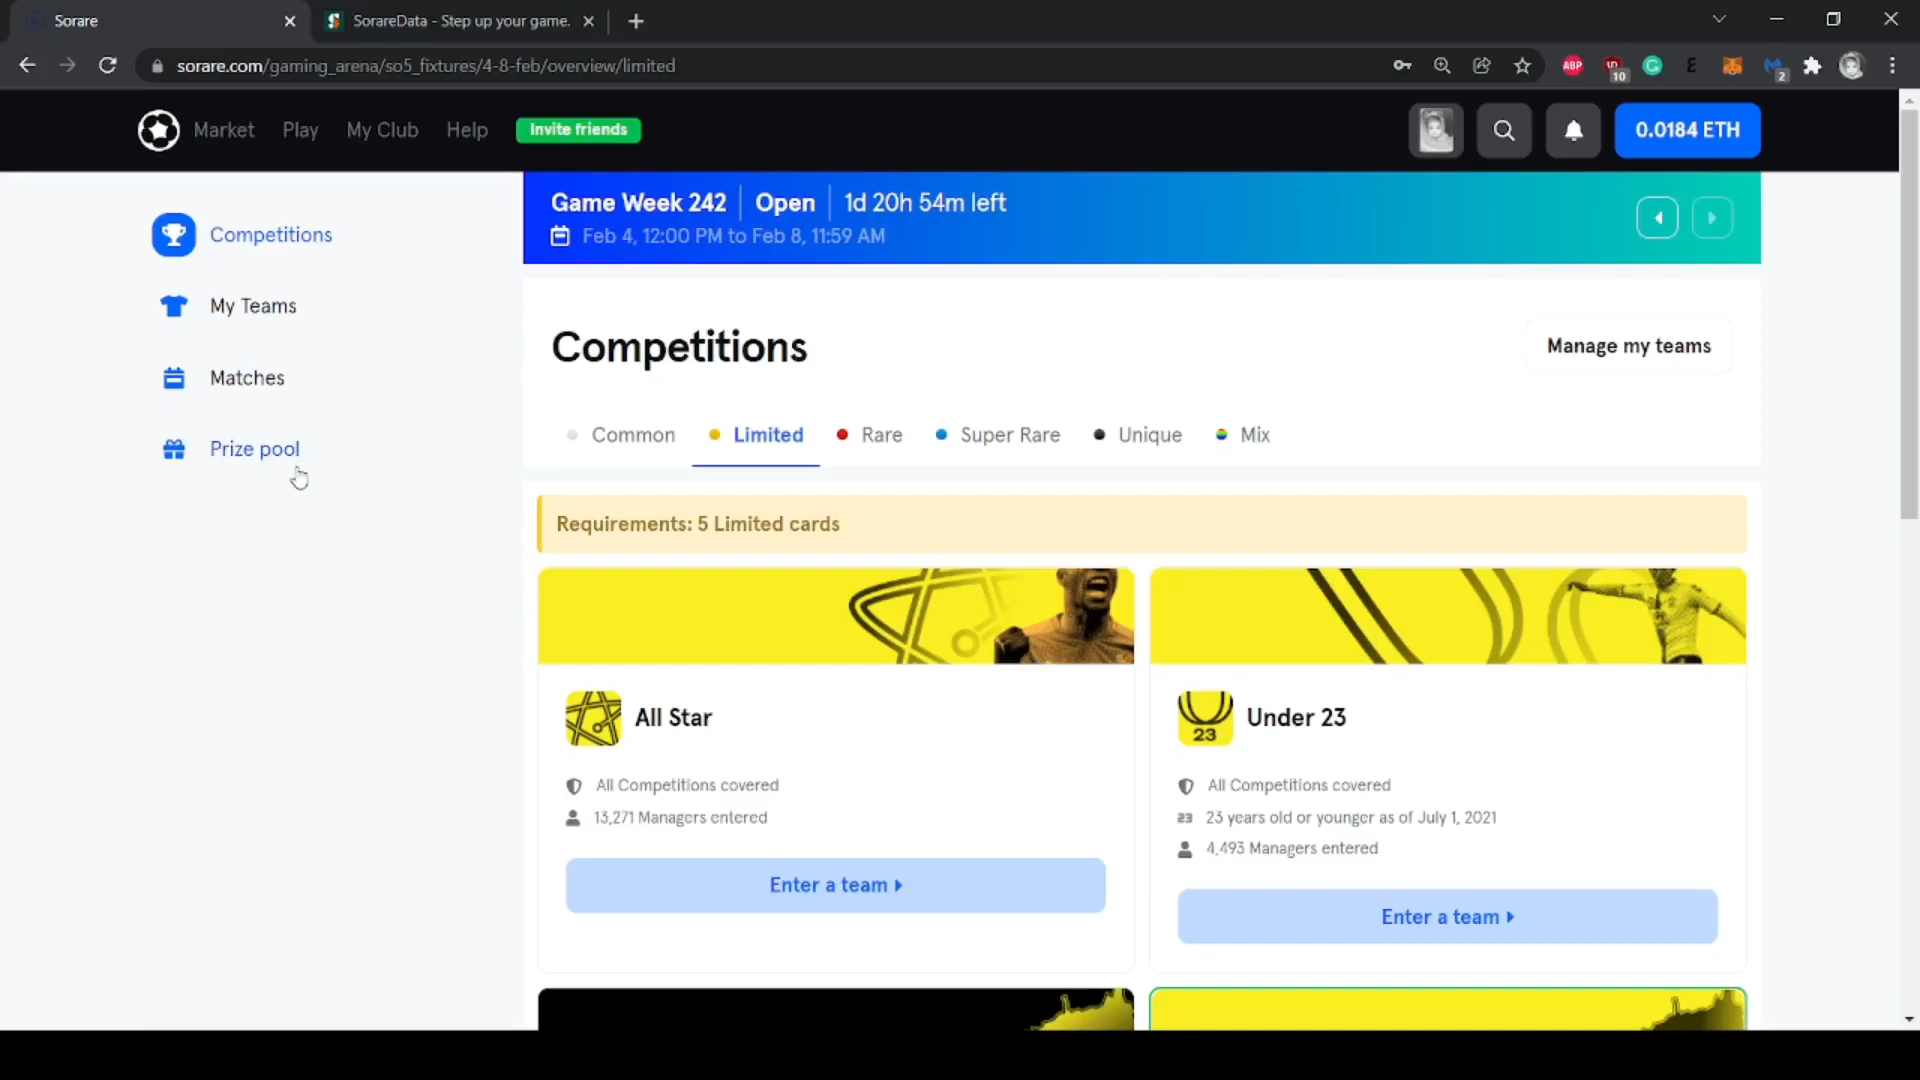 Sorare
SorareData - Step up your game.
sorare.com/gaming_arena/so5_fixtures/4-8-feb/overview/limited
ABP
10
2
Market
Play
My Club
Help
Invite friends
0.0184 ETH
Competitions
My Teams
Matches
Prize pool
Game Week 242
Open
1d 20h 54m left
Feb 4, 12:00 PM to Feb 8, 11:59 AM
Competitions
Manage my teams
Common
Limited
Rare
Super Rare
Unique
Mix
Requirements: 5 Limited cards
All Star
All Competitions covered
13,271 Managers entered
Enter a team
23
Under 23
All Competitions covered
23
23 years old or younger as of July 1, 2021
4,493 Managers entered
Enter a team